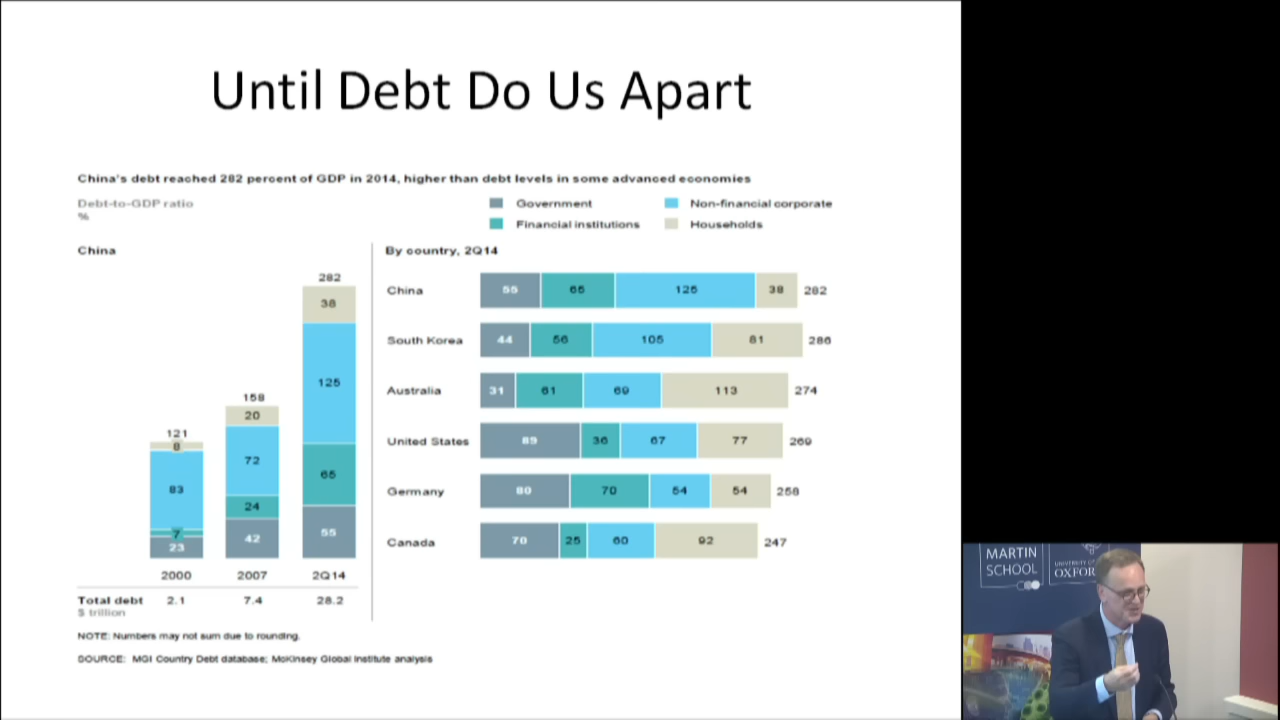 Until Debt Do Us Apart
China's debt reached 282 percent of GDP in 2014, higher than debt levels in some advanced economies
Debt-to-GDP ratio
%
Government
Non-financial corporate
Financial institutions
Households
China
282
38
125
65
55
158
20
72
24
42
121
8
83
7
23
2000 2007 2Q14
Total debt 2.1 7.4 28.2
$ trillion
By country, 2Q14
China 55 65 125 38 282
South Korea 44 56 105 81 286
Australia 31 61 69 113 274
United States 89 36 67 77 269
Germany 80 70 54 54 258
Canada 70 25 60 92 247
NOTE: Numbers may not sum due to rounding.
SOURCE: MGI Country Debt database; McKinsey Global Institute analysis
MARTIN
SCHOOL
UNIVERSITY OF